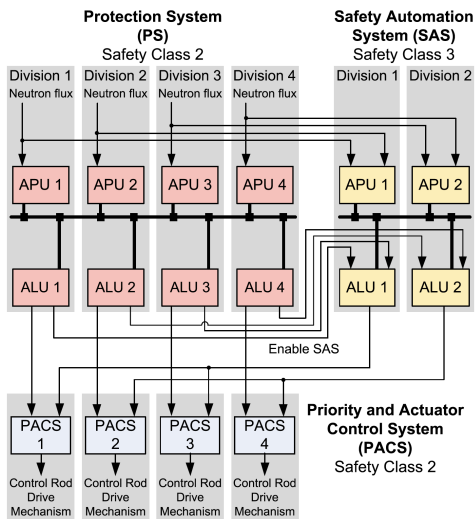 Protection System
(PS)
Safety Class 2
Safety Automation
System (SAS)
Safety Class 3
Division 1
Division 2
Division 3
Division 4
Division 1
Division 2
Neutron flux
Neutron flux
Neutron flux
Neutron flux
APU 1
APU 2
APU 3
APU 4
APU 1
APU 2
ALU 1
ALU 2
ALU 3
ALU 4
ALU 1
ALU 2
Enable SAS
PACS
1
PACS
2
PACS
3
PACS
4
Priority and Actuator
Control System
(PACS)
Safety Class 2
Control Rod
Drive
Mechanism
Control Rod
Drive
Mechanism
Control Rod
Drive
Mechanism
Control Rod
Drive
Mechanism